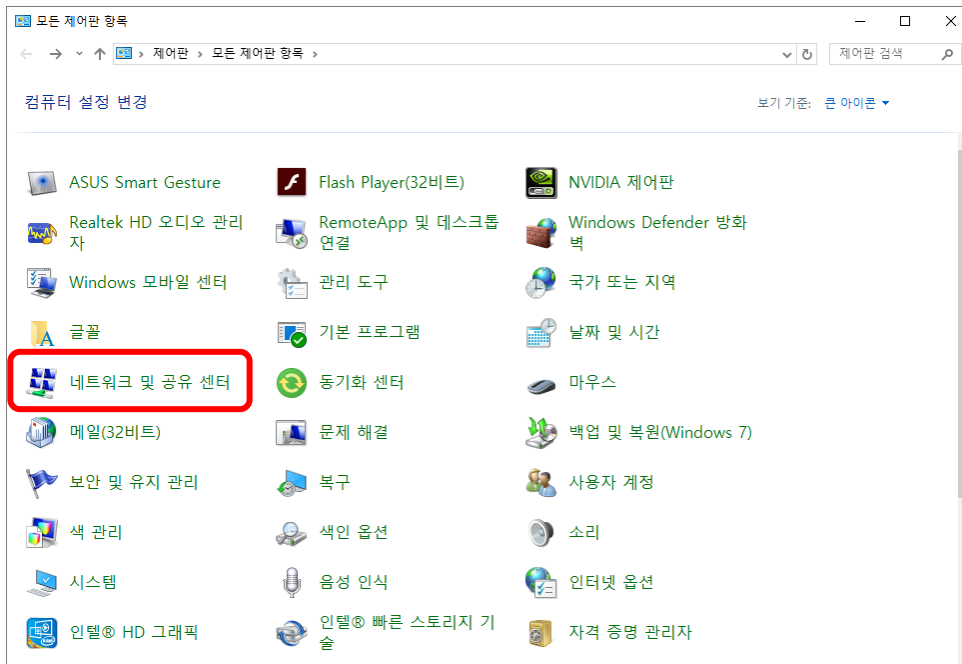 모든 제어판 항목
제어판 › 모든 제어판 항목 ›
제어판 검색
컴퓨터 설정 변경
보기 기준: 큰 아이콘
ASUS Smart Gesture
Flash Player(32비트)
NVIDIA 제어판
Realtek HD 오디오 관리
자
RemoteApp 및 데스크톱
연결
Windows Defender 방화
벽
Windows 모바일 센터
관리 도구
국가 또는 지역
글꼴
기본 프로그램
날짜 및 시간
네트워크 및 공유 센터
동기화 센터
마우스
메일(32비트)
문제 해결
백업 및 복원(Windows 7)
보안 및 유지 관리
복구
사용자 계정
색 관리
색인 옵션
소리
시스템
음성 인식
인터넷 옵션
인텔® HD 그래픽
인텔® 빠른 스토리지 기
술
자격 증명 관리자